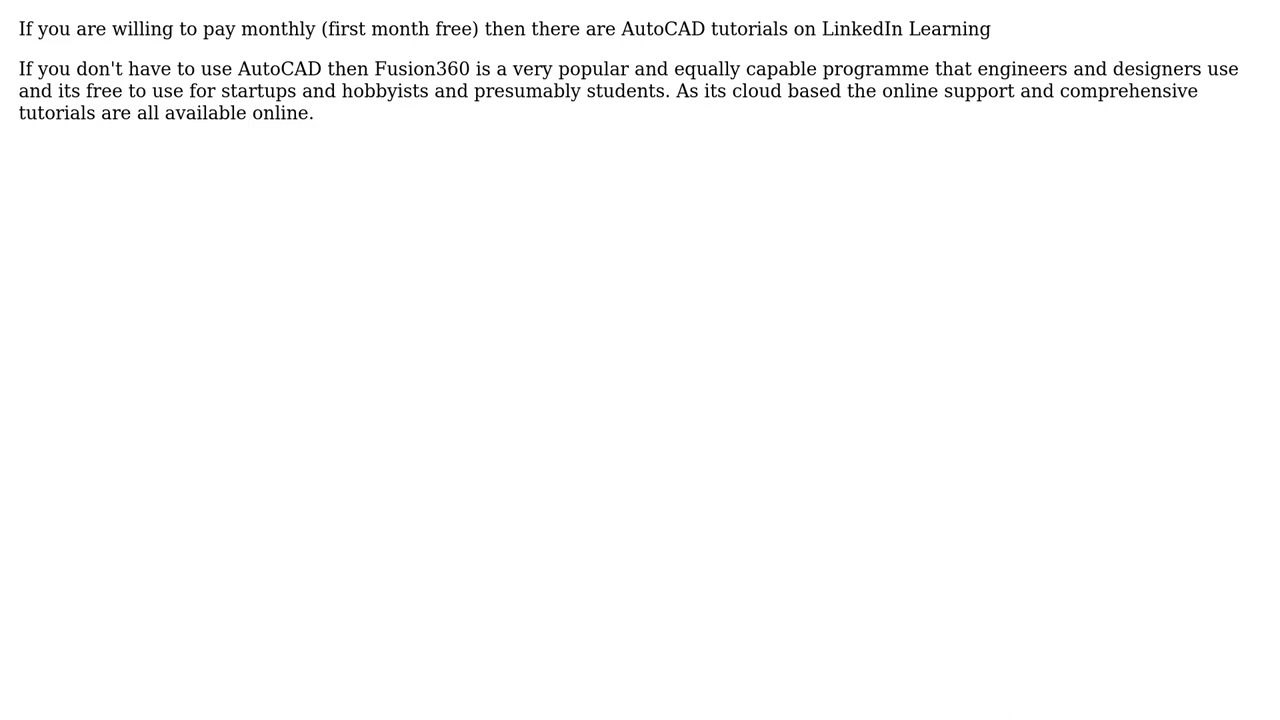 If you are willing to pay monthly (first month free) then there are AutoCAD tutorials on LinkedIn Learning
If you don't have to use AutoCAD then Fusion360 is a very popular and equally capable programme that engineers and designers use
and its free to use for startups and hobbyists and presumably students. As its cloud based the online support and comprehensive
tutorials are all available online.